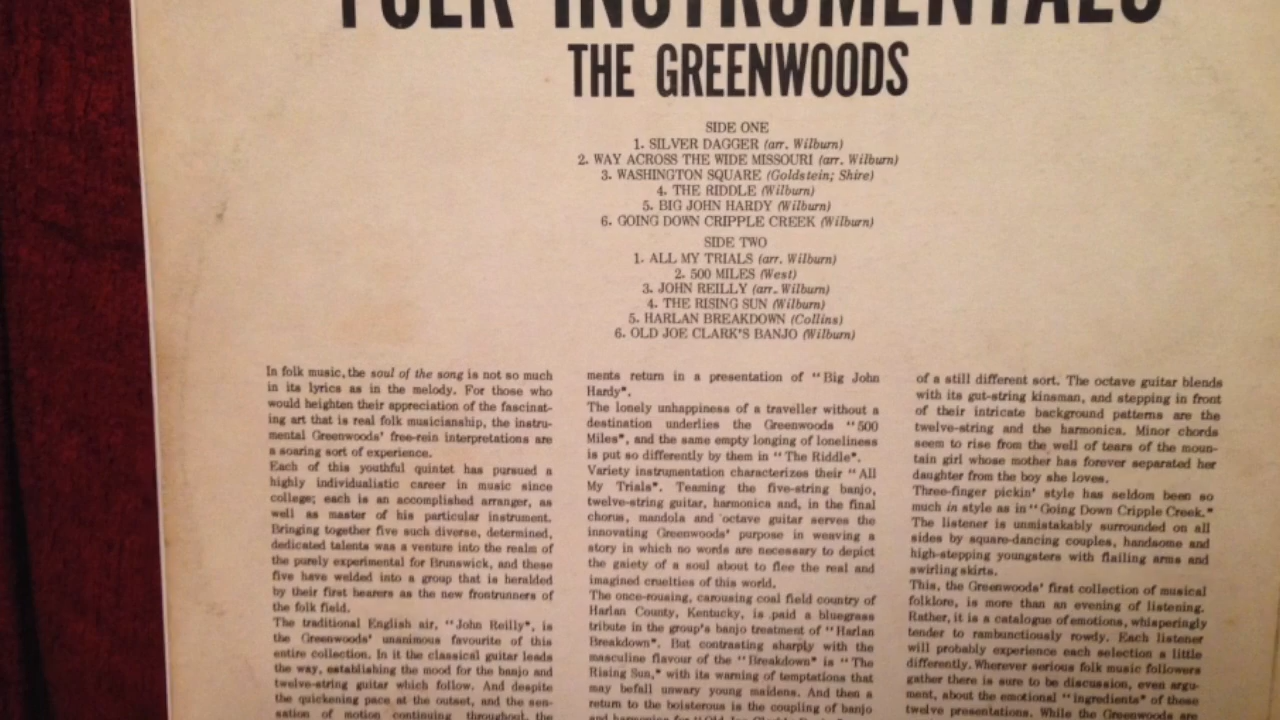 FOLK INSTRUMENTALS
THE GREENWOODS
SIDE ONE
1. SILVER DAGGER (arr. Wilburn)
2. WAY ACROSS THE WIDE MISSOURI (arr. Wilburn)
3. WASHINGTON SQUARE (Goldstein; Shire)
4. THE RIDDLE (Wilburn)
5. BIG JOHN HARDY (Wilburn)
6. GOING DOWN CRIPPLE CREEK (Wilburn)
SIDE TWO
1. ALL MY TRIALS (arr. Wilburn)
2. 500 MILES (West)
3. JOHN REILLY (arr. Wilburn)
4. THE RISING SUN (Wilburn)
5. HARLAN BREAKDOWN (Collins)
6. OLD JOE CLARK'S BANJO (Wilburn)
In folk music, the soul of the song is not so much
in its lyrics as in the melody. For those who
would heighten their appreciation of the fascinat-
ing art that is real folk musicianship, the instru-
mental Greenwoods' free-rein interpretations are
a soaring sort of experience.
Each of this youthful quintet has pursued a
highly individualistic career in music since
college; each is an accomplished arranger, as
well as master of his particular instrument.
Bringing together five such diverse, determined,
dedicated talents was a venture into the realm of
the purely experimental for Brunswick, and these
five have welded into a group that is heralded
by their first hearers as the new frontrunners of
the folk field.
The traditional English air, "John Reilly", is
the Greenwoods' unanimous favourite of this
entire collection. In it the classical guitar leads
the way, establishing the mood for the banjo and
twelve-string guitar which follow. And despite
the quickening pace at the outset, and the sen-
sation of motion continuing throughout, the
ments return in a presentation of "Big John
Hardy".
The lonely unhappiness of a traveller without a
destination underlies the Greenwoods "500
Miles", and the same empty longing of loneliness
is put so differently by them in "The Riddle".
Variety instrumentation characterizes their "All
My Trials". Teaming the five-string banjo,
twelve-string guitar, harmonica and, in the final
chorus, mandola and octave guitar serves the
innovating Greenwoods' purpose in weaving a
story in which no words are necessary to depict
the gaiety of a soul about to flee the real and
imagined cruelties of this world.
The once-rousing, carousing coal field country of
Harlan County, Kentucky, is paid a bluegrass
tribute in the group's banjo treatment of "Harlan
Breakdown". But contrasting sharply with the
masculine flavour of the "Breakdown" is "The
Rising Sun," with its warning of temptations that
may befall unwary young maidens. And then a
return to the boisterous is the coupling of banjo
and harmonica for "Old Joe Clark's
of a still different sort. The octave guitar blends
with its gut-string kinsman, and stepping in front
of their intricate background patterns are the
twelve-string and the harmonica. Minor chords
seem to rise from the well of tears of the moun-
tain girl whose mother has forever separated her
daughter from the boy she loves.
Three-finger pickin' style has seldom been so
much in style as in "Going Down Cripple Creek."
The listener is unmistakably surrounded on all
sides by square-dancing couples, handsome and
high-stepping youngsters with flailing arms and
swirling skirts.
This, the Greenwoods' first collection of musical
folklore, is more than an evening of listening.
Rather, it is a catalogue of emotions, whisperingly
tender to rambunctiously rowdy. Each listener
will probably experience each selection a little
differently. Wherever serious folk music followers
gather there is sure to be discussion, even argu-
ment, about the emotional "ingredients" of these
twelve presentations. While the Greenwoods